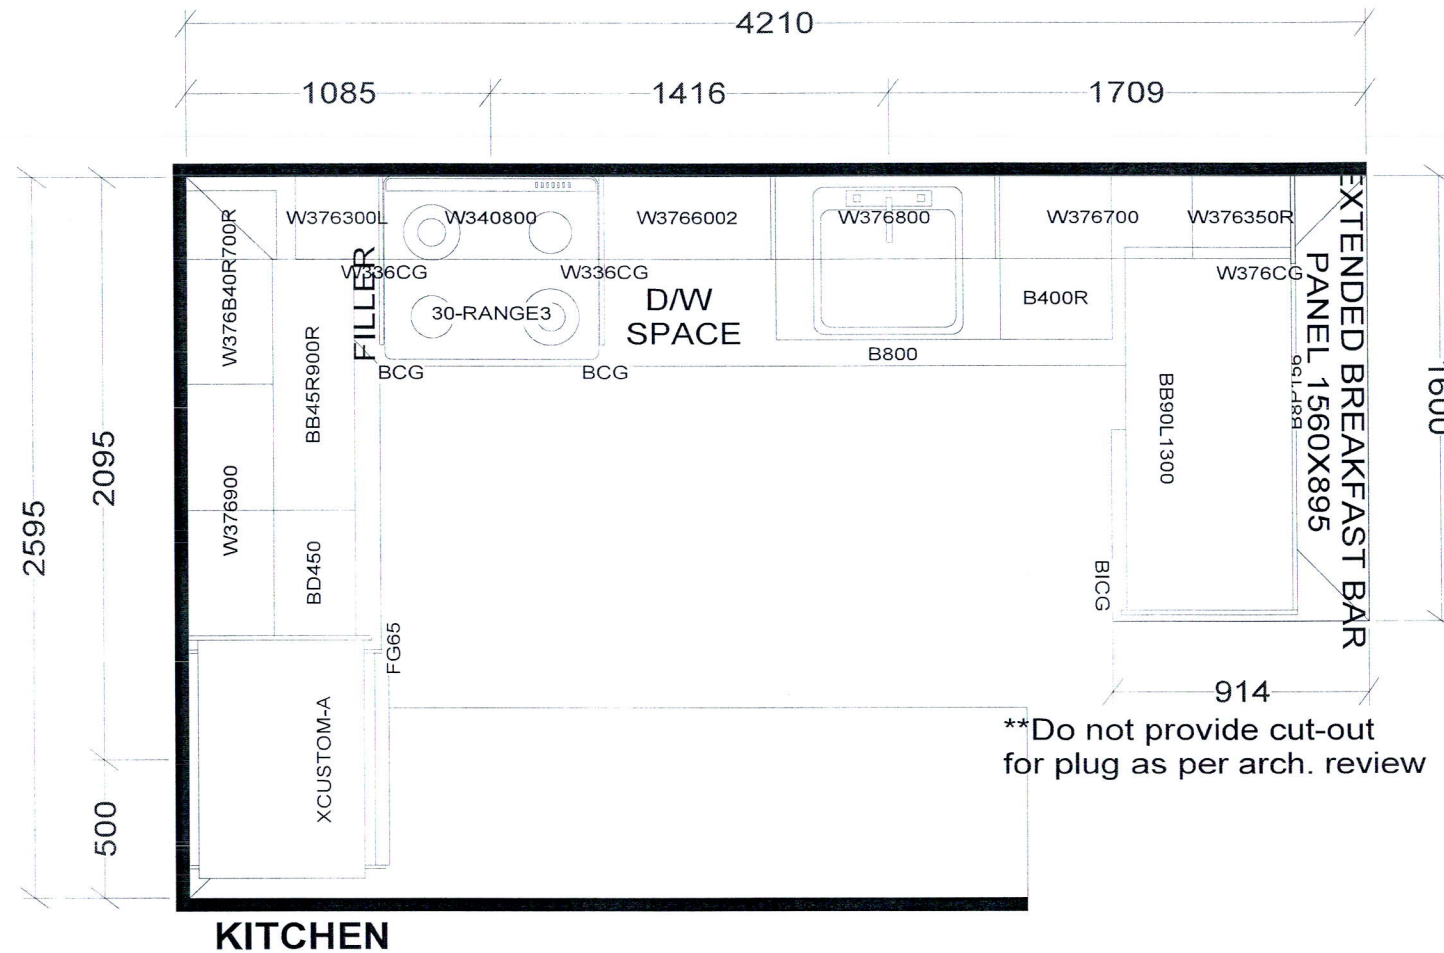 4210
1085
1416
1709
W376300L
W340800
W3766002
W376800
W376700
W376350R
W376B40R700R
FILLER
W336CG
W336CG
W376CG
30-RANGE3
D/W
SPACE
B400R
B800
BCG
BCG
BB45R900R
BB90L1300
EXTENDED BREAKFAST BAR
PANEL 1560X895
1600
2095
2595
W376900
BD450
BICG
FG65
914
**Do not provide cut-out
for plug as per arch. review
XCUSTOM-A
500
KITCHEN